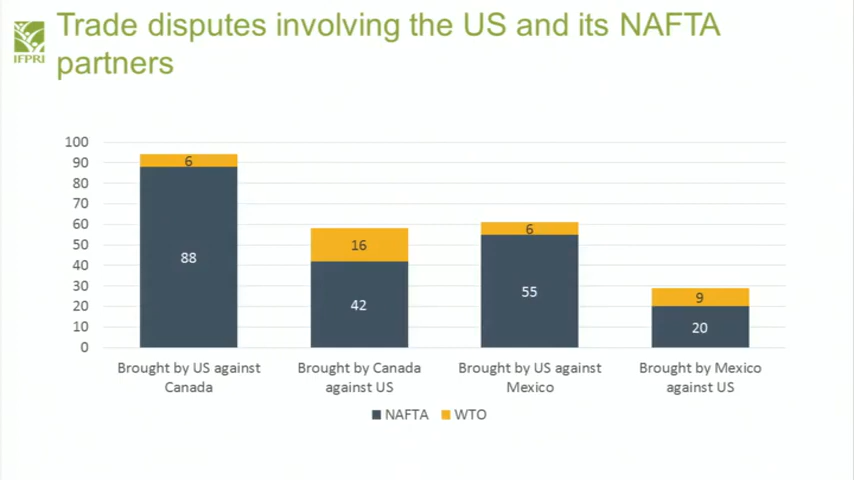 Trade disputes involving the US and its NAFTA
partners
IFPRI
100
90
80
70
60
50
40
30
20
10
0
6
88
16
42
6
55
9
20
Brought by US against
Canada
Brought by Canada
against US
Brought by US against
Mexico
Brought by Mexico
against US
NAFTA WTO